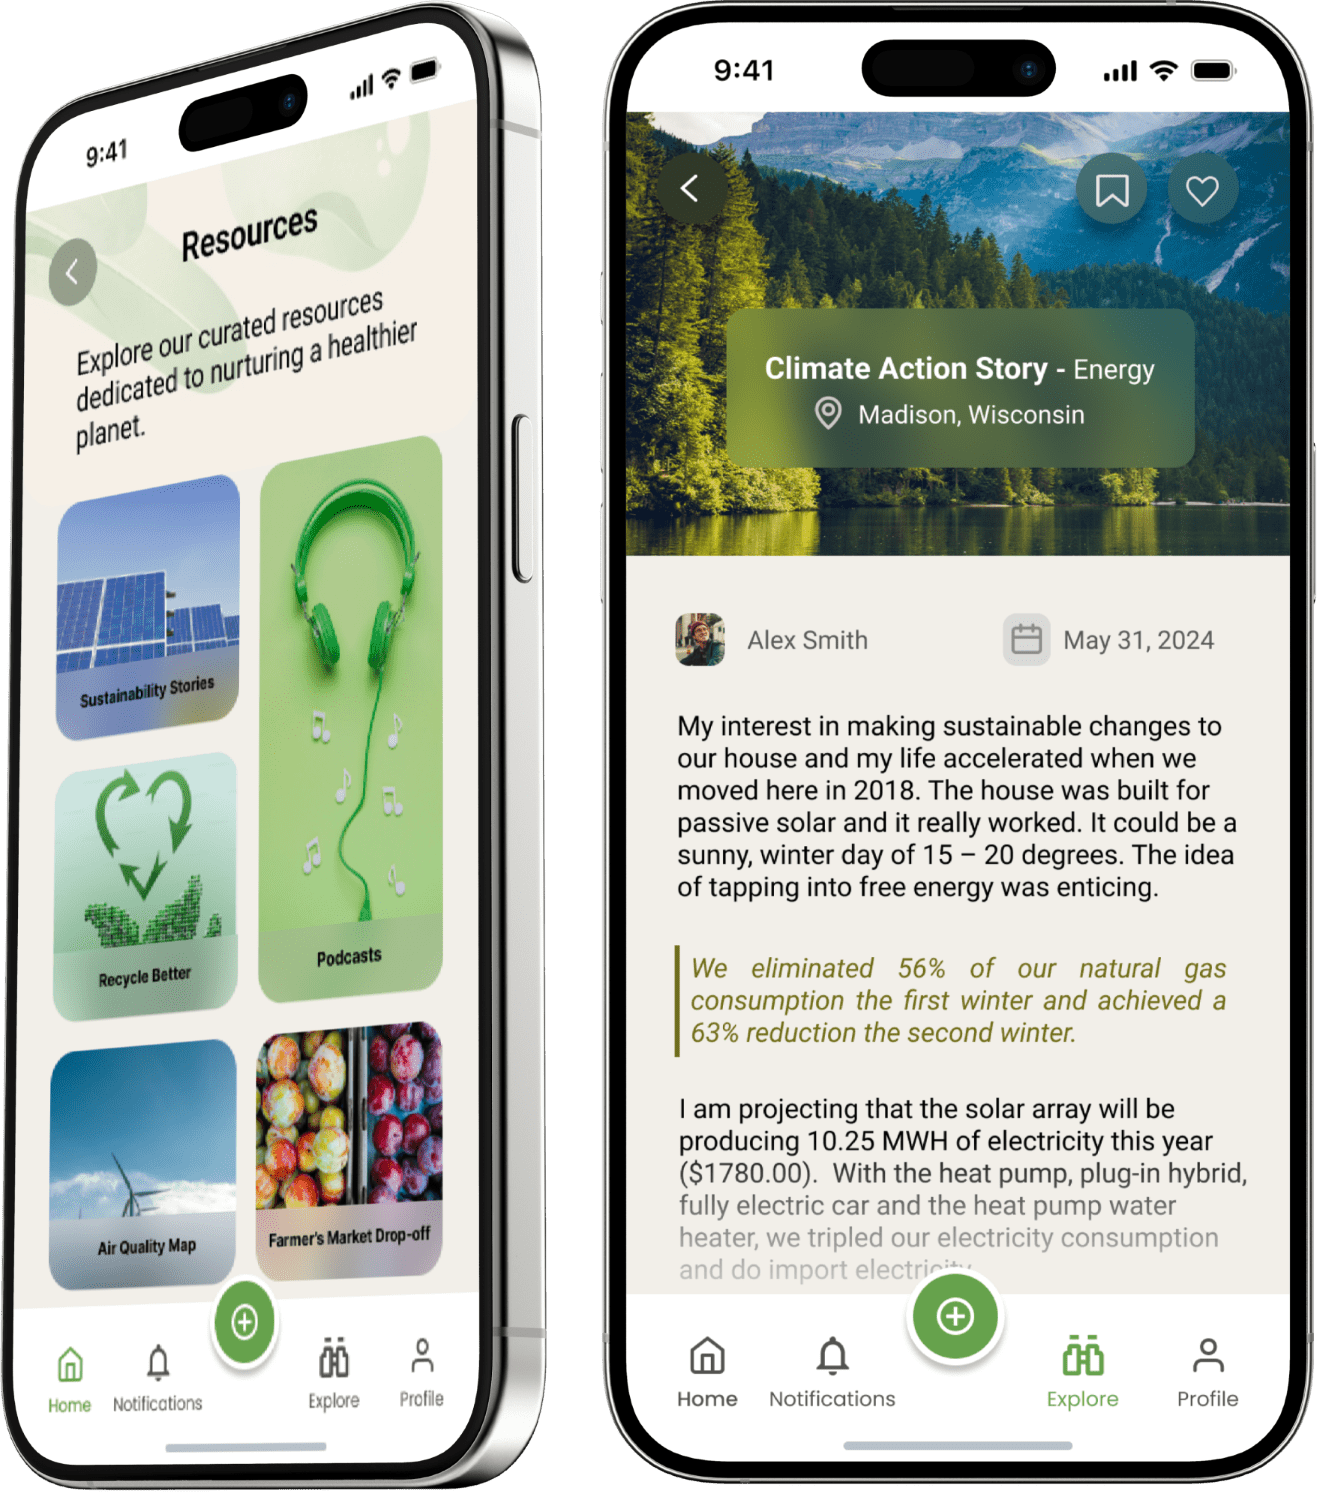 9:41
Resources
Explore our curated resources
dedicated to nurturing a healthier
planet.
Sustainability Stories
Podcasts
Recycle Better
Air Quality Map
Farmer's Market Drop-off
Home
Notifications
Explore
Profile
9:41
Climate Action Story - Energy
Madison, Wisconsin
Alex Smith
May 31, 2024
My interest in making sustainable changes to
our house and my life accelerated when we
moved here in 2018. The house was built for
passive solar and it really worked. It could be a
sunny, winter day of 15 – 20 degrees. The idea
of tapping into free energy was enticing.
We eliminated 56% of our natural gas
consumption the first winter and achieved a
63% reduction the second winter.
I am projecting that the solar array will be
producing 10.25 MWH of electricity this year
($1780.00). With the heat pump, plug-in hybrid,
fully electric car and the heat pump water
heater, we tripled our electricity consumption
and do import electricity
Home
Notifications
Explore
Profile